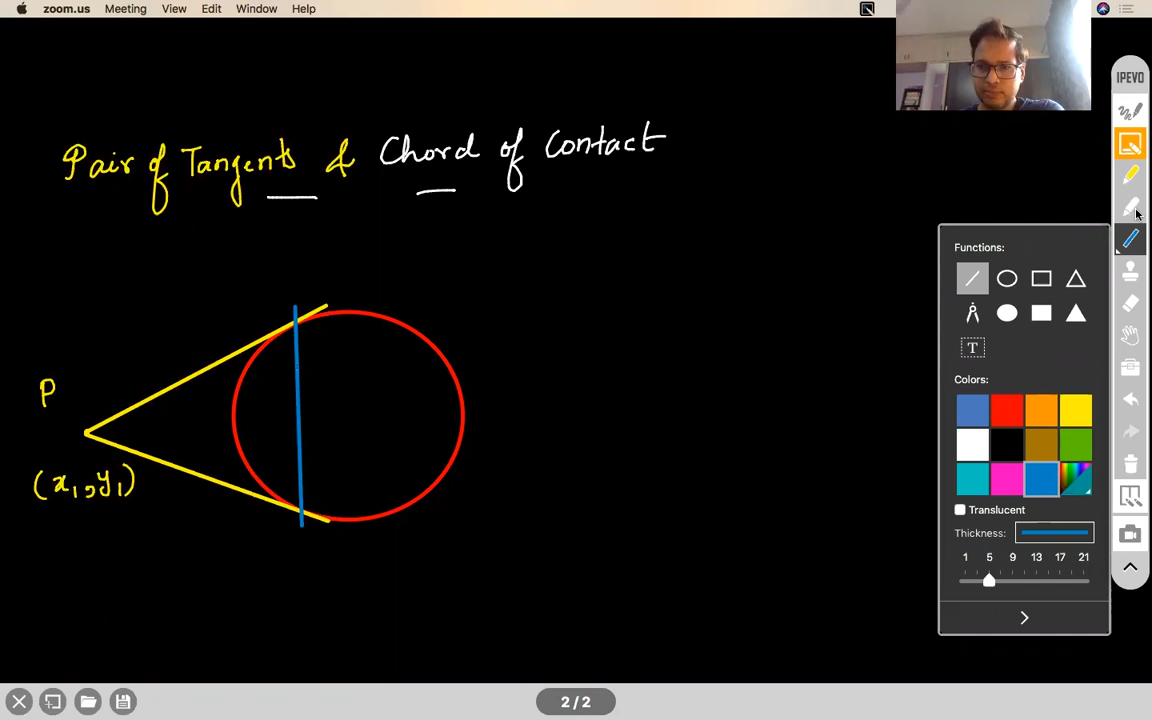 zoom.us Meeting View Edit Window Help
IPEVO
Pair of Tangents & Chord of Contact
Functions:
T
Colors:
P
(x₁,y₁)
Translucent
Thickness:
1 5 9 13 17 21
2 / 2